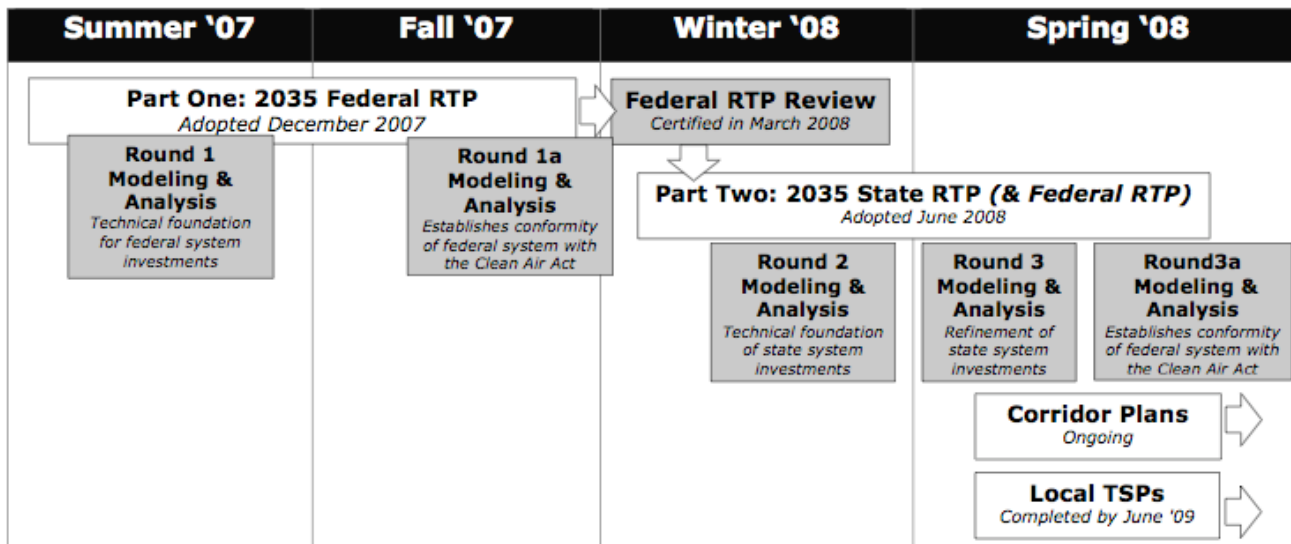 Summer ‘07
Fall ‘07
Winter ‘08
Spring ‘08
Part One: 2035 Federal RTP
Adopted December 2007
Federal RTP Review
Certified in March 2008
Round 1
Modeling &
Analysis
Technical foundation
for federal system
investments
Round 1a
Modeling &
Analysis
Establishes conformity
of federal system with
the Clean Air Act
Part Two: 2035 State RTP (& Federal RTP)
Adopted June 2008
Round 2
Modeling &
Analysis
Technical foundation
of state system
investments
Round 3
Modeling &
Analysis
Refinement of
state system
investments
Round3a
Modeling &
Analysis
Establishes conformity
of federal system with
the Clean Air Act
Corridor Plans
Ongoing
Local TSPs
Completed by June '09